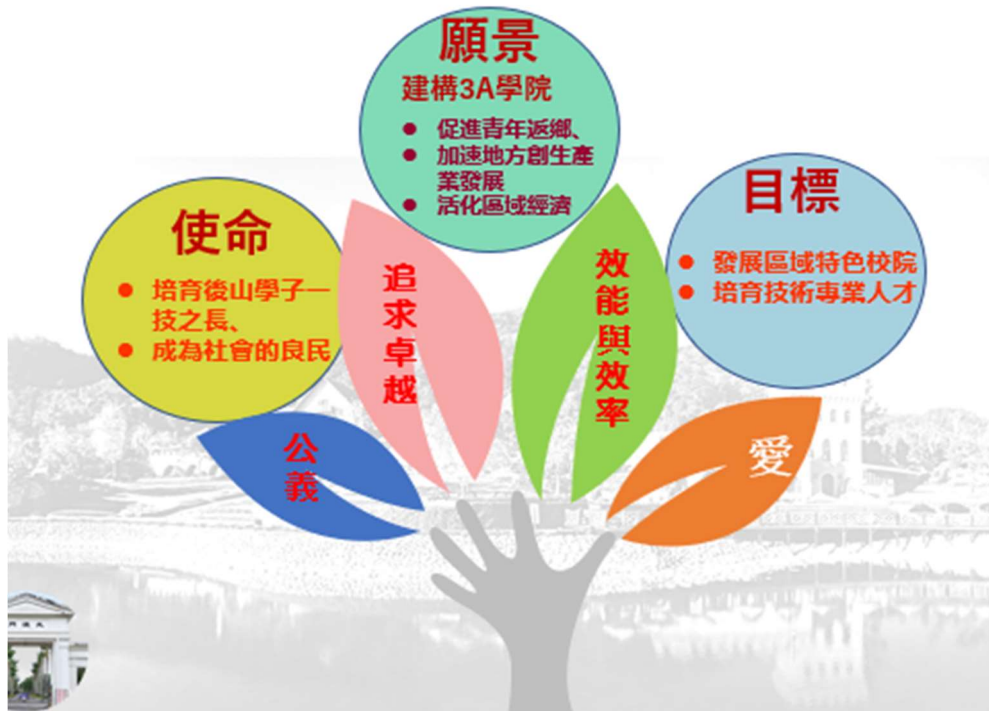 願景
建構3A學院
● 促進青年返鄉、
● 加速地方創生產
業發展
● 活化區域經濟
使命
● 培育後山學子一
技之長、
● 成為社會的良民
目標
● 發展區域特色校院
● 培育技術專業人才
公義
追求卓越
效能與效率
愛